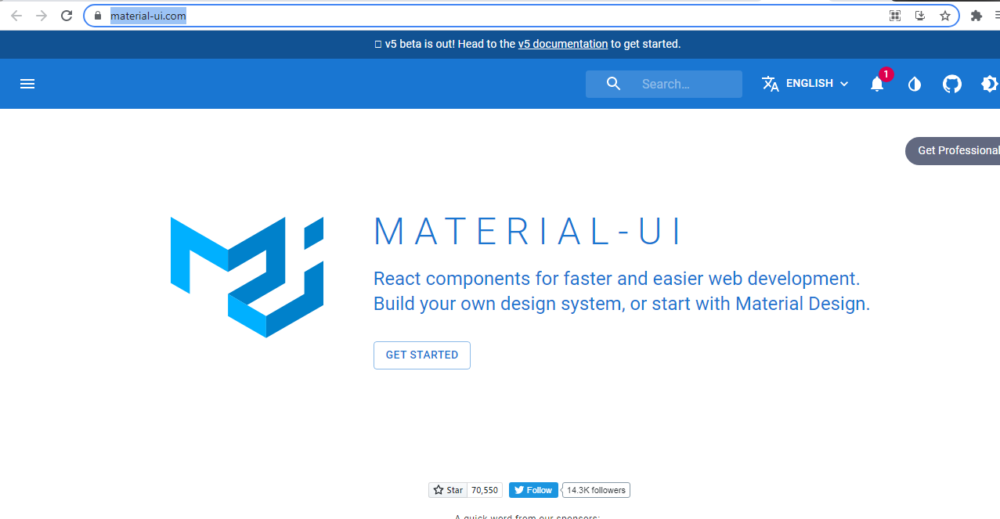 material-ui.com
v5 beta is out! Head to the v5 documentation to get started.
Search…
ENGLISH
1
Get Professional
MATERIAL-UI
React components for faster and easier web development.
Build your own design system, or start with Material Design.
GET STARTED
Star 70,550 Follow 14.3K followers
A quick word from our sponsors: